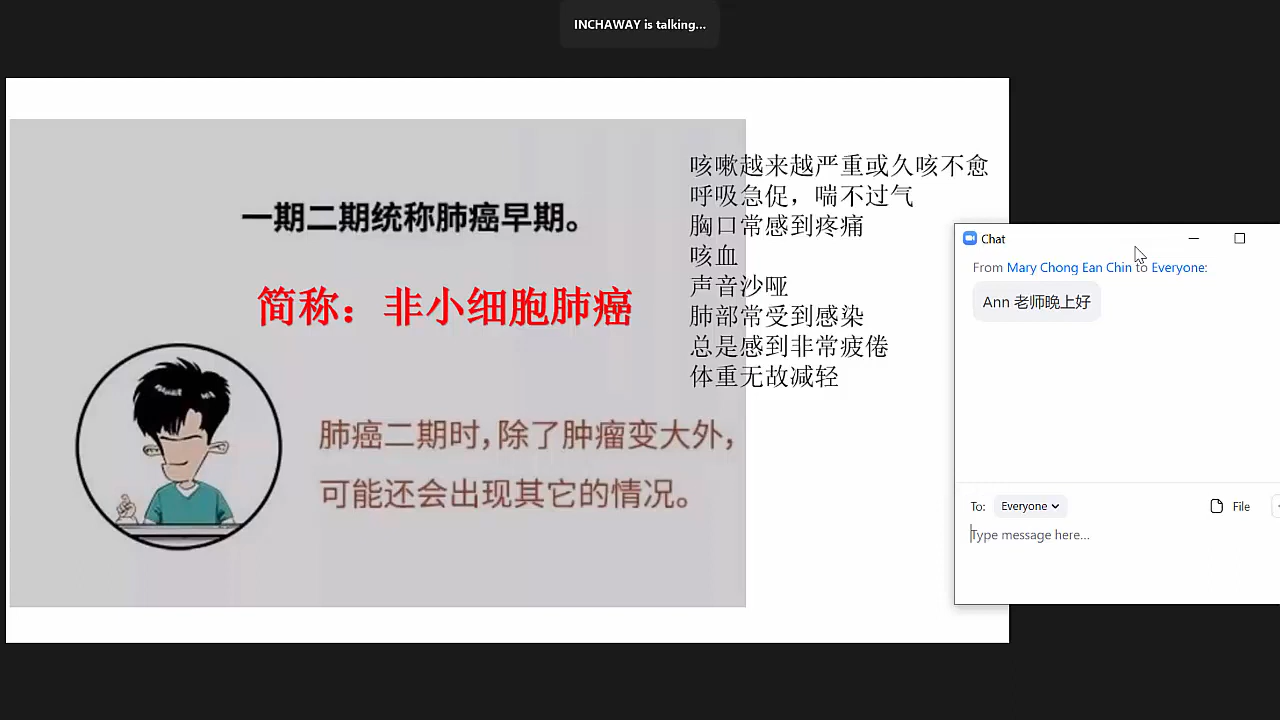 INCHAWAY is talking...
一期二期统称肺癌早期。
简称：非小细胞肺癌
肺癌二期时，除了肿瘤变大外，
可能还会出现其它的情况。
咳嗽越来越严重或久咳不愈
呼吸急促，喘不过气
胸口常感到疼痛
咳血
声音沙哑
肺部常受到感染
总是感到非常疲倦
体重无故减轻
Chat
From Mary Chong Ean Chin to Everyone:
Ann 老师晚上好
To: Everyone
File
Type message here...